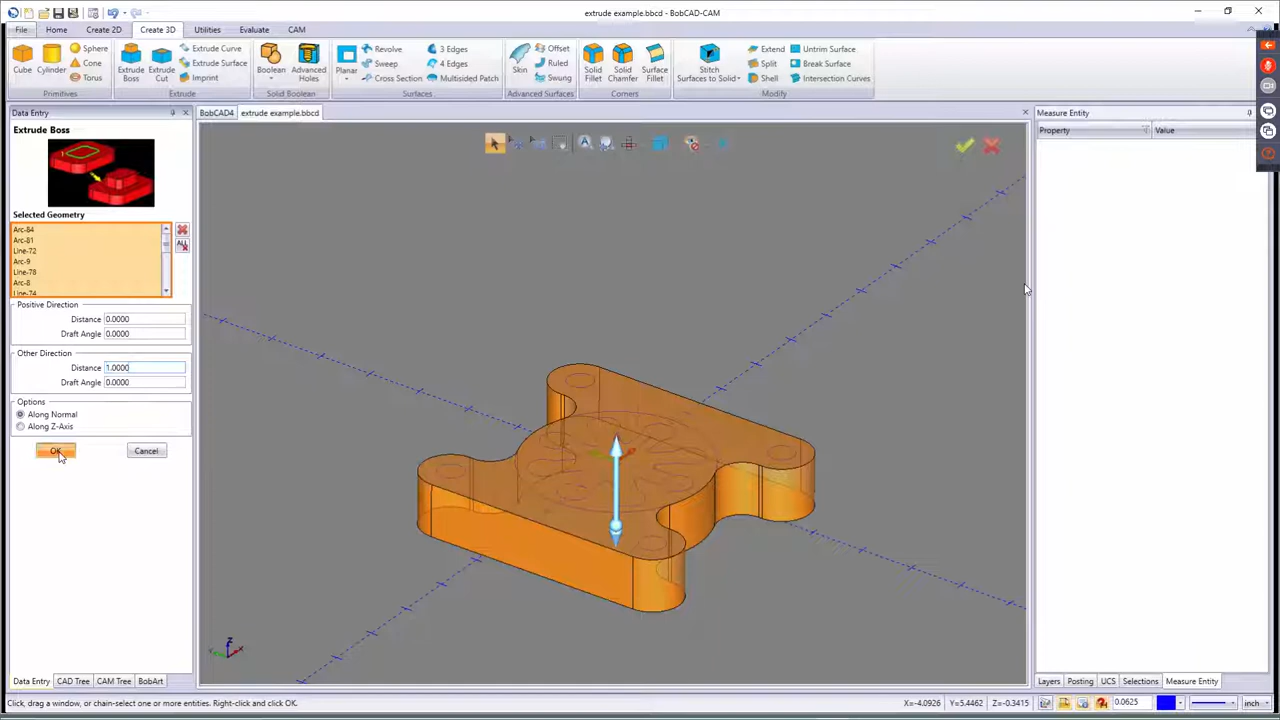 extrude example.bbcd - BobCAD-CAM
File Home Create 2D Create 3D Utilities Evaluate CAM
Cube Cylinder Sphere Cone Torus
Extrude Boss Extrude Cut Extrude Curve Extrude Surface Imprint
Boolean Advanced Holes
Planar Revolve Sweep Cross Section 3 Edges 4 Edges Multisided Patch
Skin Offset Ruled Swung
Solid Fillet Solid Chamfer Surface Fillet
Stitch Surfaces to Solid Extend Split Shell Untrim Surface Break Surface Intersection Curves
Primitives Extrude Solid Boolean Surfaces Advanced Surfaces Corners Modify
Data Entry
BobCAD4 extrude example.bbcd
Measure Entity
Property Value
Extrude Boss
Selected Geometry
Arc-84
Arc-81
Line-72
Arc-9
Line-78
Arc-8
Line-74
ALL
Positive Direction
Distance 0.0000
Draft Angle 0.0000
Other Direction
Distance 1.0000
Draft Angle 0.0000
Options
Along Normal
Along Z-Axis
OK Cancel
Z
Y X
Data Entry CAD Tree CAM Tree BobArt
Layers Posting UCS Selections Measure Entity
Click, drag a window, or chain-select one or more entities. Right-click and click OK.
X=-4.0926 Y=5.4462 Z=-0.3415 0.0625 inch